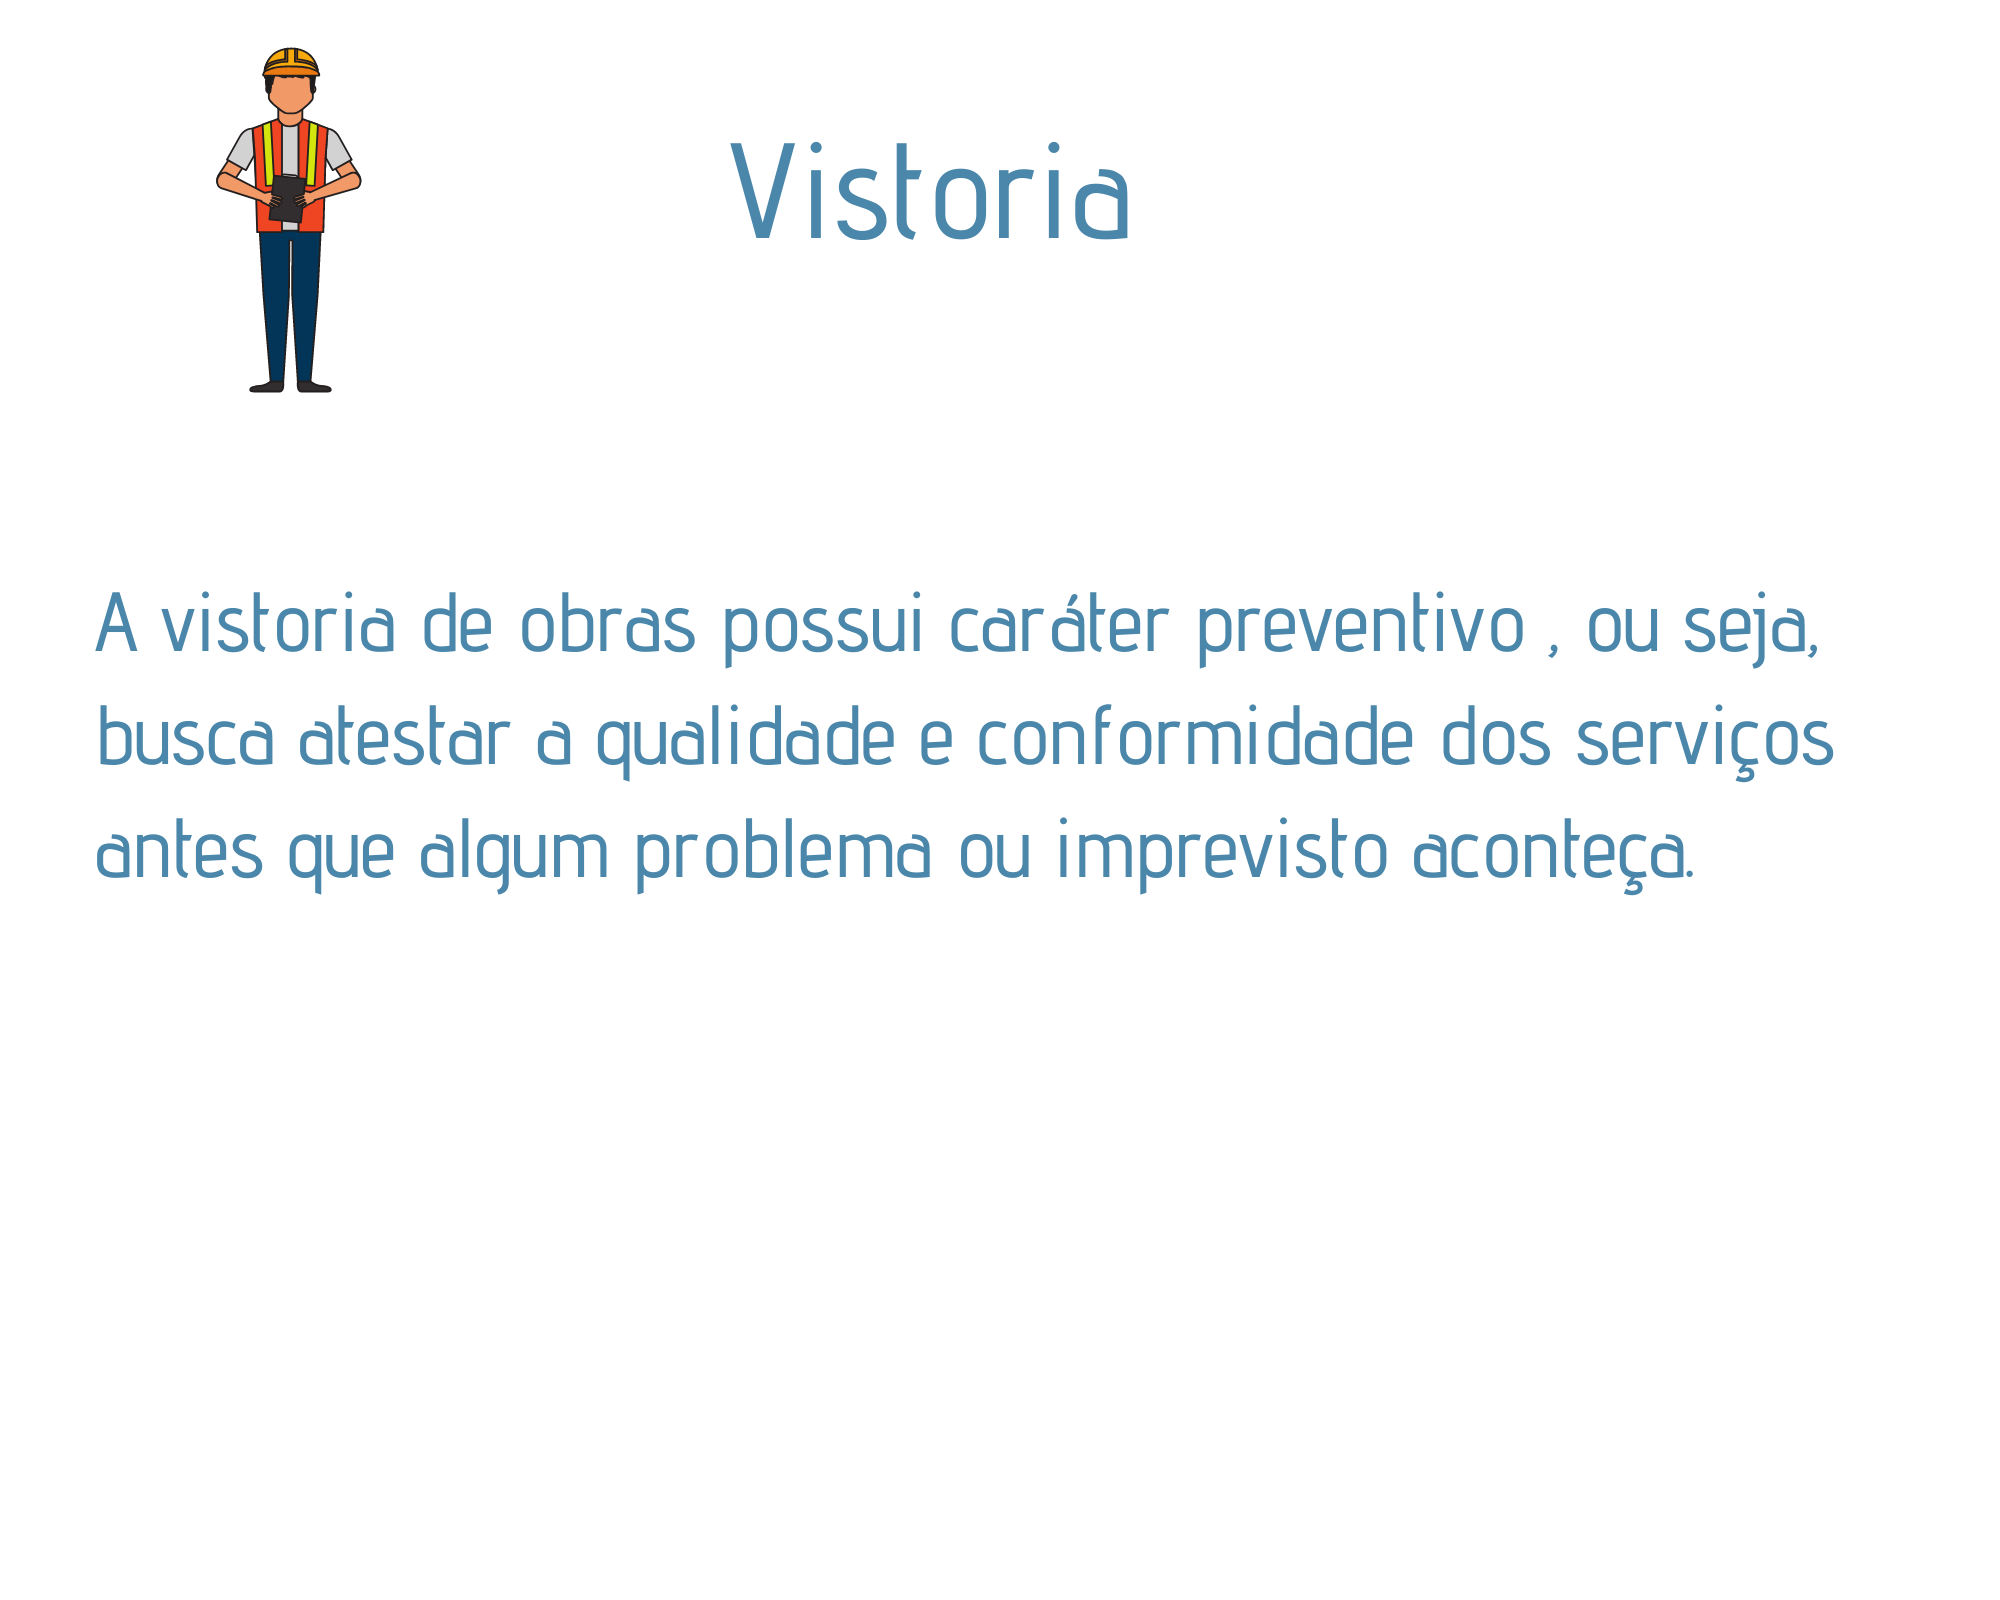 Vistoria
A vistoria de obras possui caráter preventivo , ou seja,
busca atestar a qualidade e conformidade dos serviços
antes que algum problema ou imprevisto aconteça.